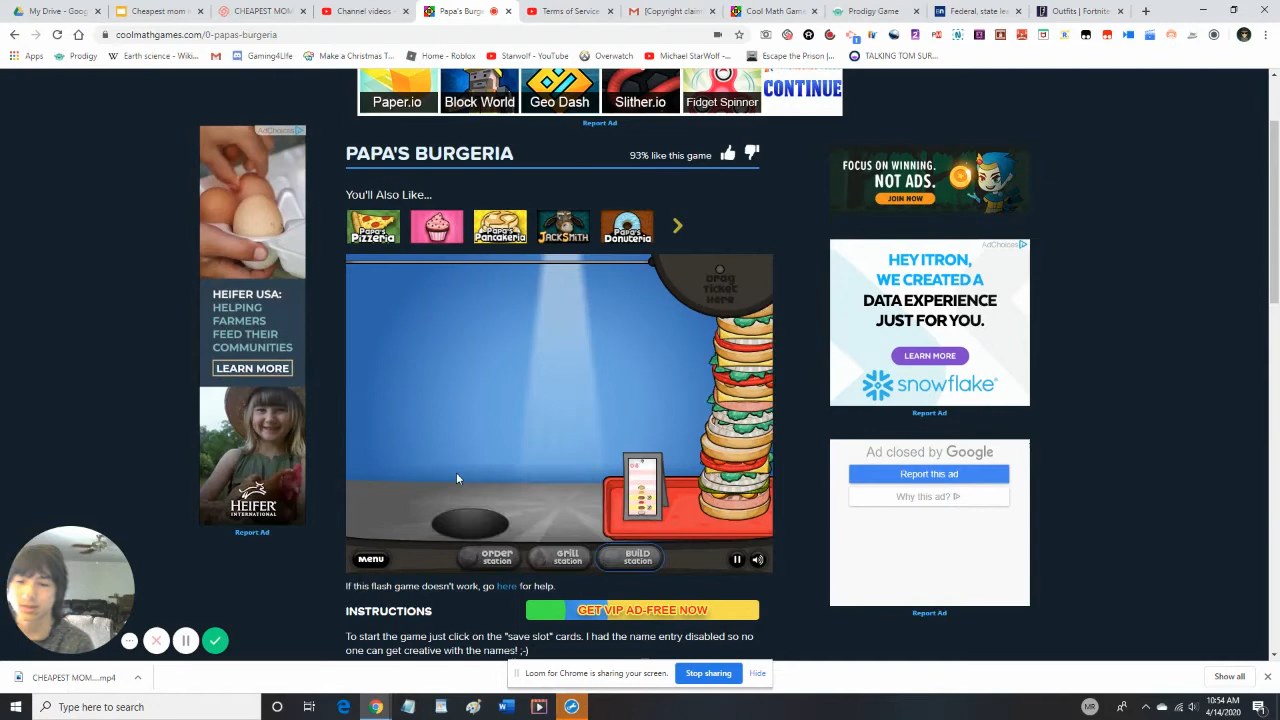 My Drive - Goo
Cheapest mom
CHEAPEST MOM
Channel videos
Papa's Burge
Terms of Servic
Terms of Servic
[Copyright claim
Cool Math Game
Prodigy Game
Federal, state le
Outfits | Fortnite
coolmathgames.com/0-papas-burgeria
Apps
Product
Earth science - Wiki...
Gaming4Life
Make a Christmas T...
Home - Roblox
Starwolf - YouTube
Overwatch
Michael StarWolf -...
Escape the Prison |...
TALKING TOM SUR...
Paper.io
Block World
Geo Dash
Slither.io
Fidget Spinner
CONTINUE
Report Ad
AdChoices
PAPA'S BURGERIA
93% like this game
You'll Also Like...
Papa's Pizzeria
Papa's Pancakeria
JACKSMITH
Papa's Donuteria
FOCUS ON WINNING.
NOT ADS.
JOIN NOW
AdChoices
HEY ITRON,
WE CREATED A
DATA EXPERIENCE
JUST FOR YOU.
LEARN MORE
snowflake
Report Ad
Drag
Ticket
Here
HEIFER USA:
HELPING
FARMERS
FEED THEIR
COMMUNITIES
LEARN MORE
HEIFER
INTERNATIONAL
Report Ad
Ad closed by Google
Report this ad
Why this ad?
Report Ad
Menu
Order
Station
Grill
Station
Build
Station
If this flash game doesn't work, go here for help.
INSTRUCTIONS
GET VIP AD-FREE NOW
To start the game just click on the "save slot" cards. I had the name entry disabled so no
one can get creative with the names! ;-)
Loom for Chrome is sharing your screen.
Stop sharing
Hide
CHEAPEST MOM....mp4
Show all
Type here to search
10:54 AM
4/14/2020